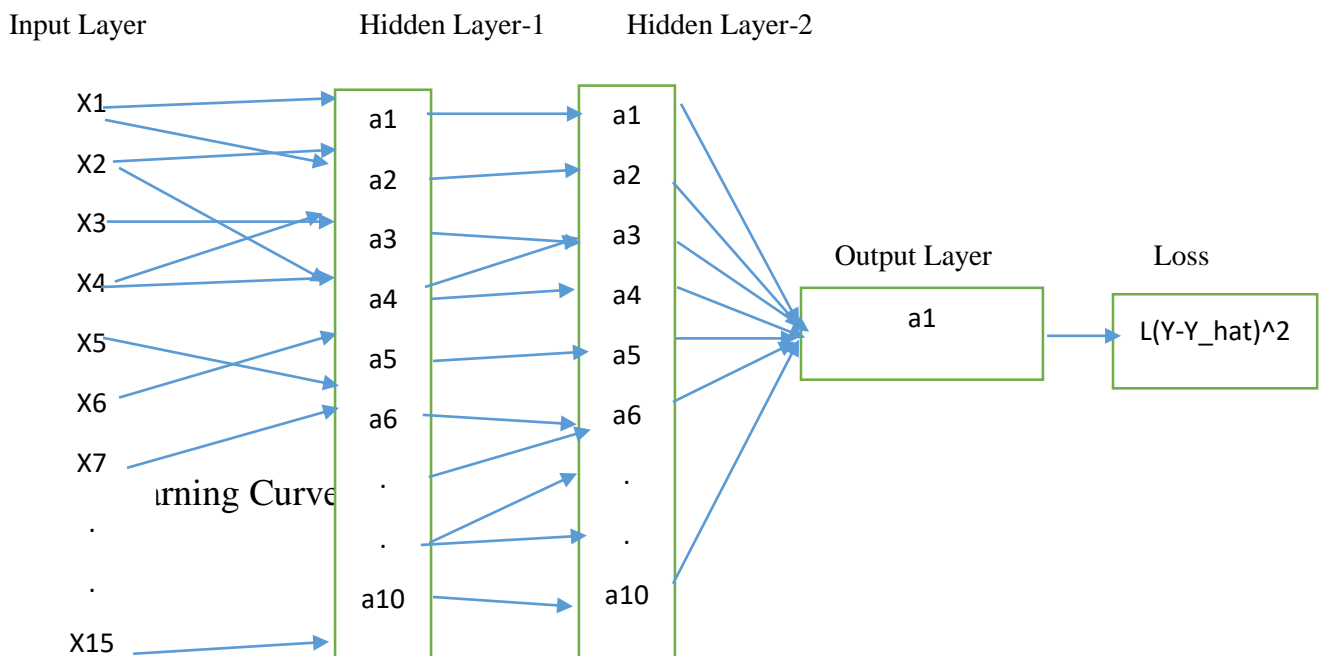 Input Layer
Hidden Layer-1
Hidden Layer-2
X1
X2
X3
X4
X5
X6
X7
.
.
X15
Curve
a1
a2
a3
a4
a5
a6
.
.
a10
a1
a2
a3
a4
a5
a6
.
.
a10
Output Layer
a1
Loss
L(Y-Y_hat)^2